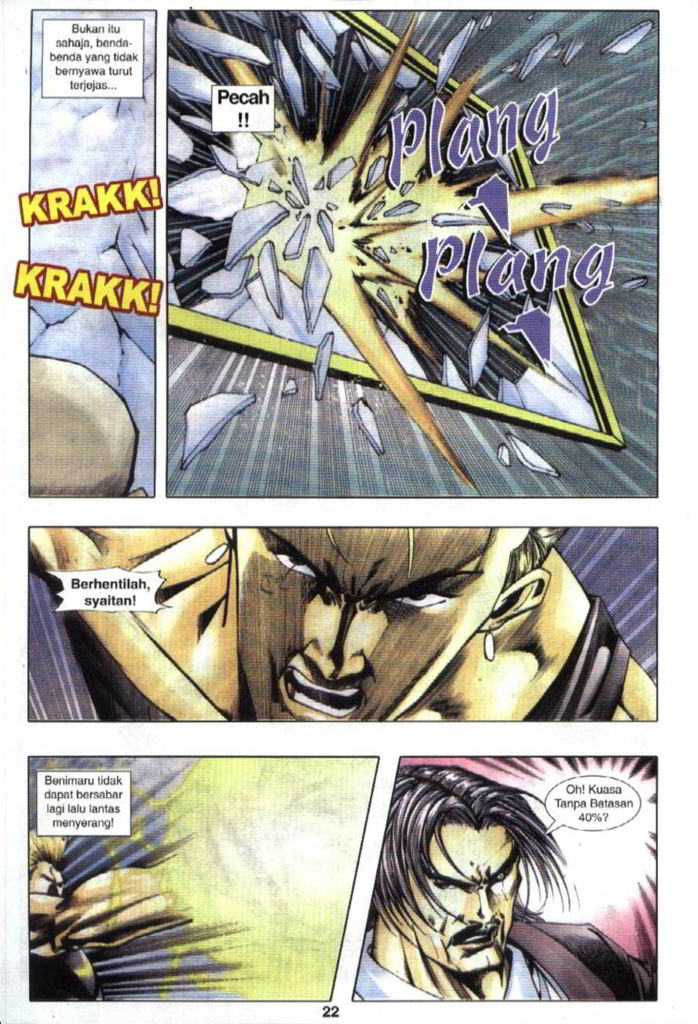 Bukan itu
sahaja, benda-
benda yang tidak
bernyawa turut
terjejas...
Pecah
!!
Plang
Plang
KRAKK!
KRAKK!
Berhentilah,
syaitan!
Benimaru tidak
dapat bersabar
lagi lalu lantas
menyerang!
Oh! Kuasa
Tanpa Batasan
40%?
22